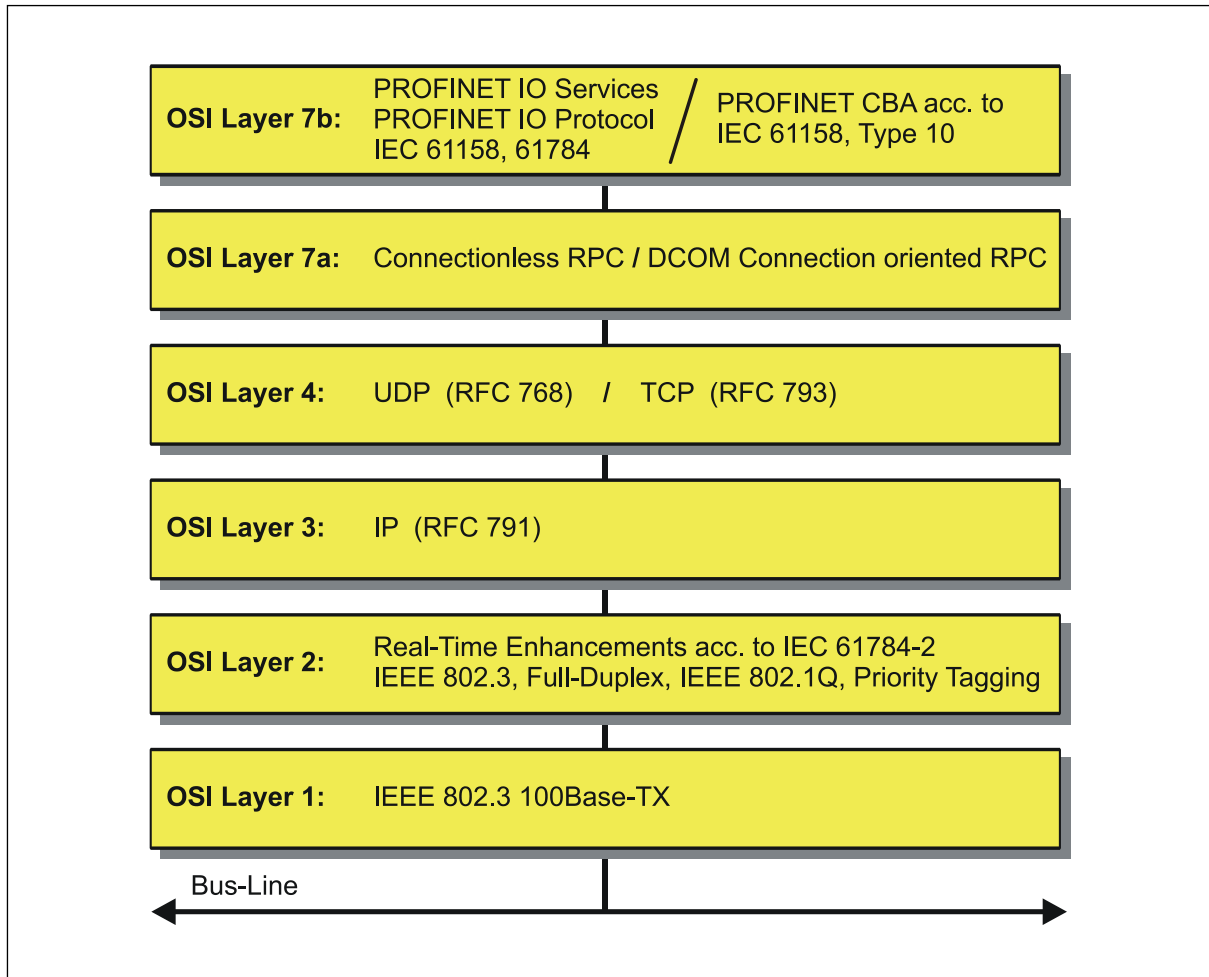 OSI Layer 7b:
PROFINET IO Services
PROFINET IO Protocol
IEC 61158, 61784
/
PROFINET CBA acc. to
IEC 61158, Type 10
OSI Layer 7a: Connectionless RPC / DCOM Connection oriented RPC
OSI Layer 4: UDP (RFC 768) / TCP (RFC 793)
OSI Layer 3: IP (RFC 791)
OSI Layer 2:
Real-Time Enhancements acc. to IEC 61784-2
IEEE 802.3, Full-Duplex, IEEE 802.1Q, Priority Tagging
OSI Layer 1: IEEE 802.3 100Base-TX
Bus-Line